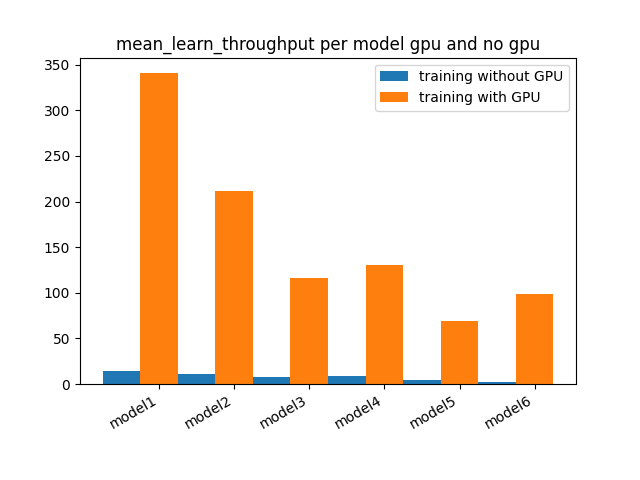 mean_learn_throughput per model gpu and no gpu
training without GPU
training with GPU
350
300
250
200
150
100
50
0
model1
model2
model3
model4
model5
model6